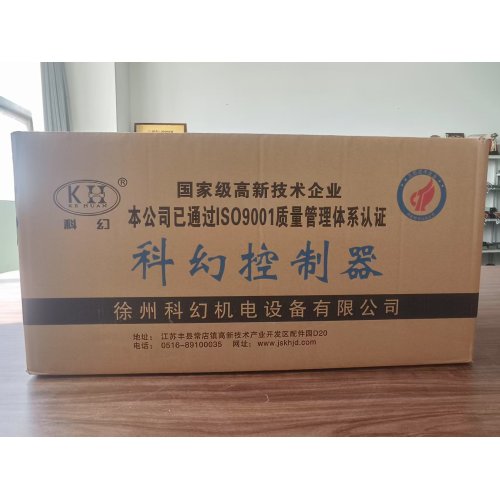 KH®
KE HUAN
科幻
国家级高新技术企业
本公司已通过ISO9001质量管理体系认证
科幻控制器
徐州科幻机电设备有限公司
地址：江苏丰县常店镇高新技术产业开发区配件园D20
电话：0516-89100035 网址：www.jskhjd.com